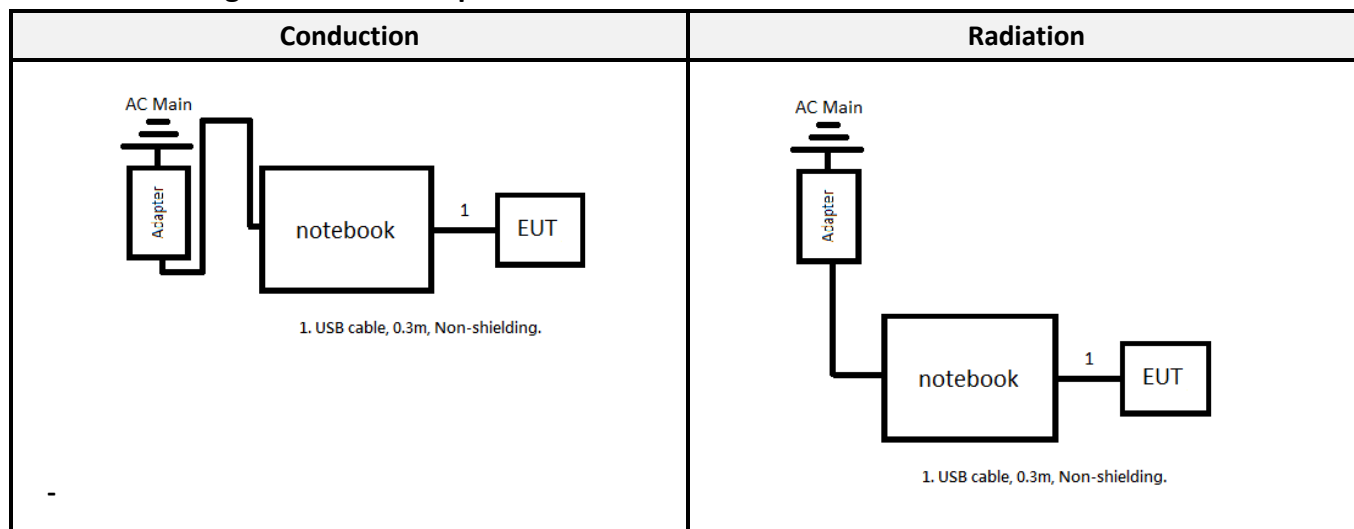 Conduction
Radiation
AC Main
Adapter
notebook
1
EUT
1. USB cable, 0.3m, Non-shielding.
-
AC Main
Adapter
notebook
1
EUT
1. USB cable, 0.3m, Non-shielding.